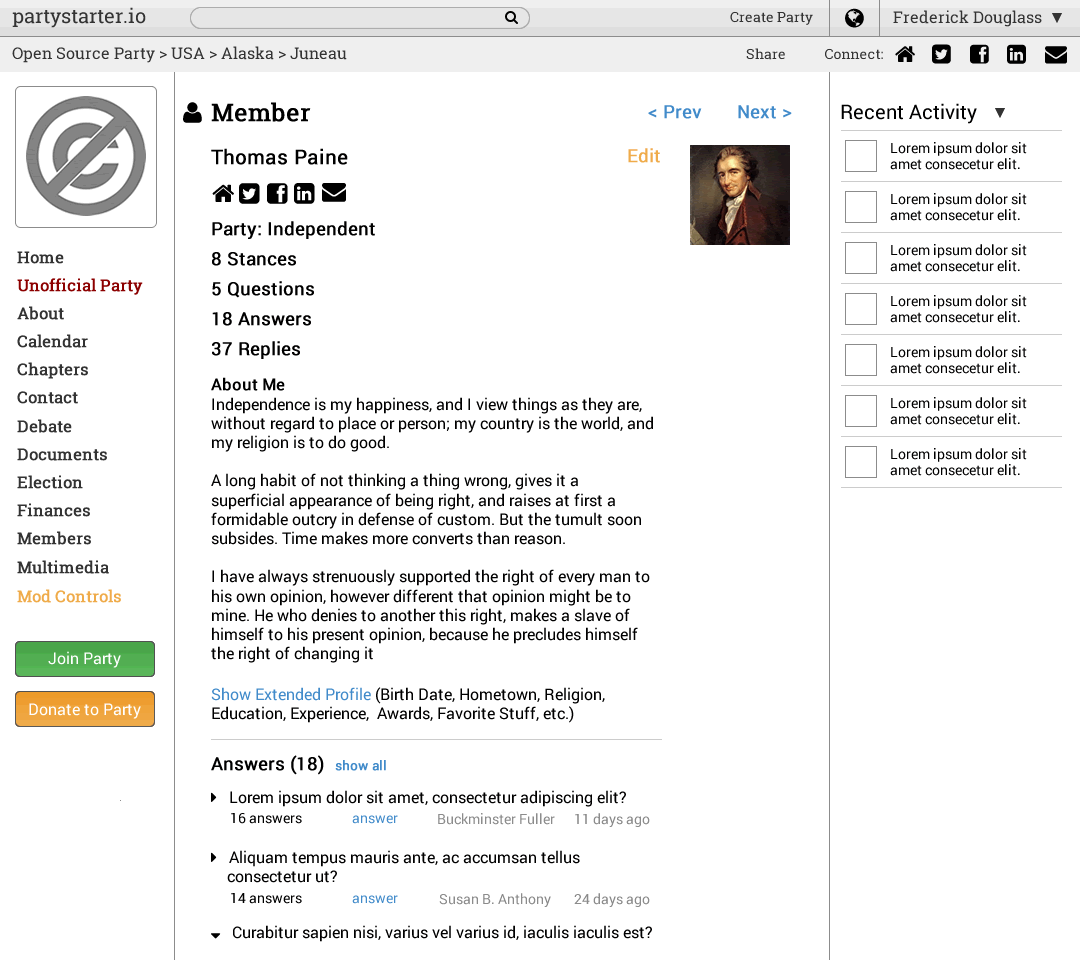 partystarter.io
Create Party
Frederick Douglass ▼
Open Source Party > USA > Alaska > Juneau
Share
Connect:
Home
Unofficial Party
About
Calendar
Chapters
Contact
Debate
Documents
Election
Finances
Members
Multimedia
Mod Controls
Join Party
Donate to Party
Member
< Prev
Next >
Thomas Paine
Edit
Party: Independent
8 Stances
5 Questions
18 Answers
37 Replies
About Me
Independence is my happiness, and I view things as they are,
without regard to place or person; my country is the world, and
my religion is to do good.
A long habit of not thinking a thing wrong, gives it a
superficial appearance of being right, and raises at first a
formidable outcry in defense of custom. But the tumult soon
subsides. Time makes more converts than reason.
I have always strenuously supported the right of every man to
his own opinion, however different that opinion might be to
mine. He who denies to another this right, makes a slave of
himself to his present opinion, because he precludes himself
the right of changing it
Show Extended Profile (Birth Date, Hometown, Religion,
Education, Experience,  Awards, Favorite Stuff, etc.)
Answers (18) show all
Lorem ipsum dolor sit amet, consectetur adipiscing elit?
16 answers answer Buckminster Fuller 11 days ago
Aliquam tempus mauris ante, ac accumsan tellus
consectetur ut?
14 answers answer Susan B. Anthony 24 days ago
Curabitur sapien nisi, varius vel varius id, iaculis iaculis est?
Recent Activity ▼
Lorem ipsum dolor sit
amet consecetur elit.
Lorem ipsum dolor sit
amet consecetur elit.
Lorem ipsum dolor sit
amet consecetur elit.
Lorem ipsum dolor sit
amet consecetur elit.
Lorem ipsum dolor sit
amet consecetur elit.
Lorem ipsum dolor sit
amet consecetur elit.
Lorem ipsum dolor sit
amet consecetur elit.